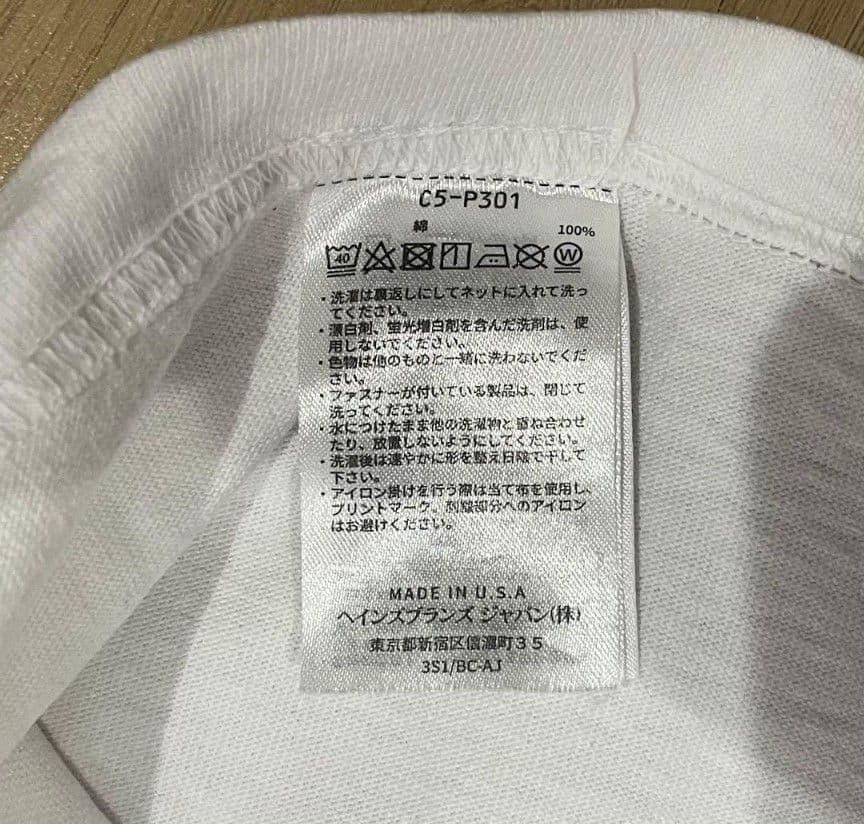 C5-P301
綿 100%
40 W
・洗濯は裏返しにしてネットに入れて洗っ
てください。
・漂白剤、蛍光増白剤を含んだ洗剤は、使
用しないでください。
・色物は他のものと一緒に洗わないでくだ
さい。
・ファスナーが付いている製品は、閉じて
洗ってください。
・水につけたまま他の洗濯物と重ね合わせ
たり、放置しないようにしてください。
・洗濯後は速やかに形を整え日陰で干して
下さい。
・アイロン掛けを行う際は当て布を使用し、
プリントマーク、刺繍部分へのアイロン
はお避けください。
MADE IN U.S.A
ヘインズブランズ ジャパン(株)
東京都新宿区信濃町35
3S1/BC-AJ